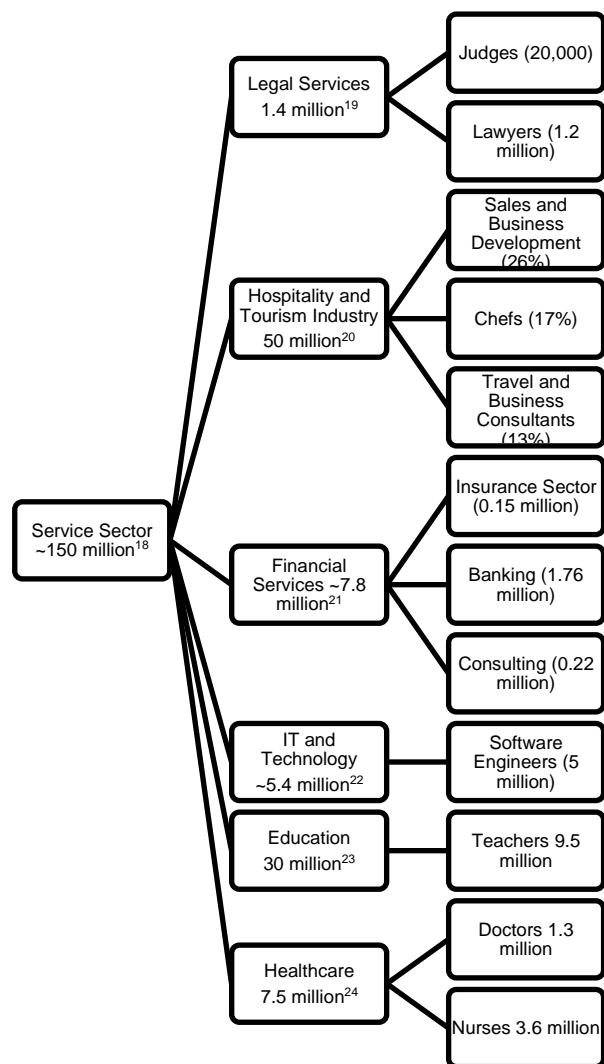 Service Sector
~150 million18
Legal Services
1.4 million19
Judges (20,000)
Lawyers (1.2
million)
Hospitality and
Tourism Industry
50 million20
Sales and
Business
Development
(26%)
Chefs (17%)
Travel and
Business
Consultants
(13%)
Financial
Services ~7.8
million21
Insurance Sector
(0.15 million)
Banking (1.76
million)
Consulting (0.22
million)
IT and
Technology
~5.4 million22
Software
Engineers (5
million)
Education
30 million23
Teachers 9.5
million
Healthcare
7.5 million24
Doctors 1.3
million
Nurses 3.6 million